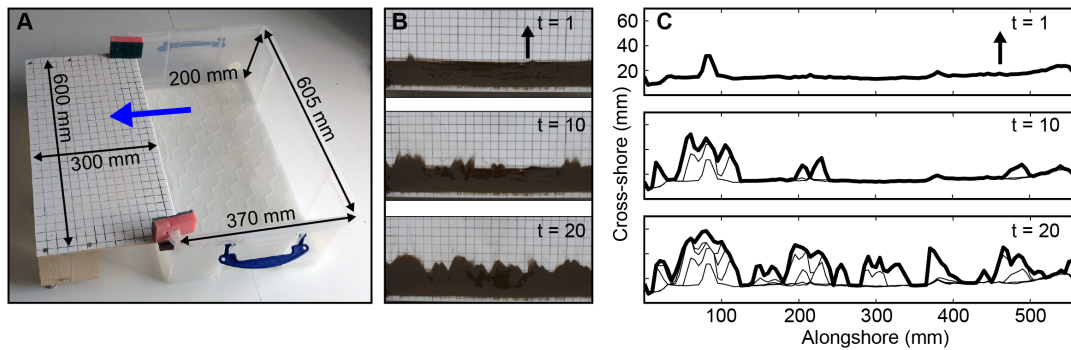 A
200 mm
600 mm
605 mm
300 mm
370 mm
B
t = 1
t = 10
t = 20
C
t = 1
t = 10
t = 20
60
40
20
Cross-shore (mm)
100
200
300
400
500
Alongshore (mm)